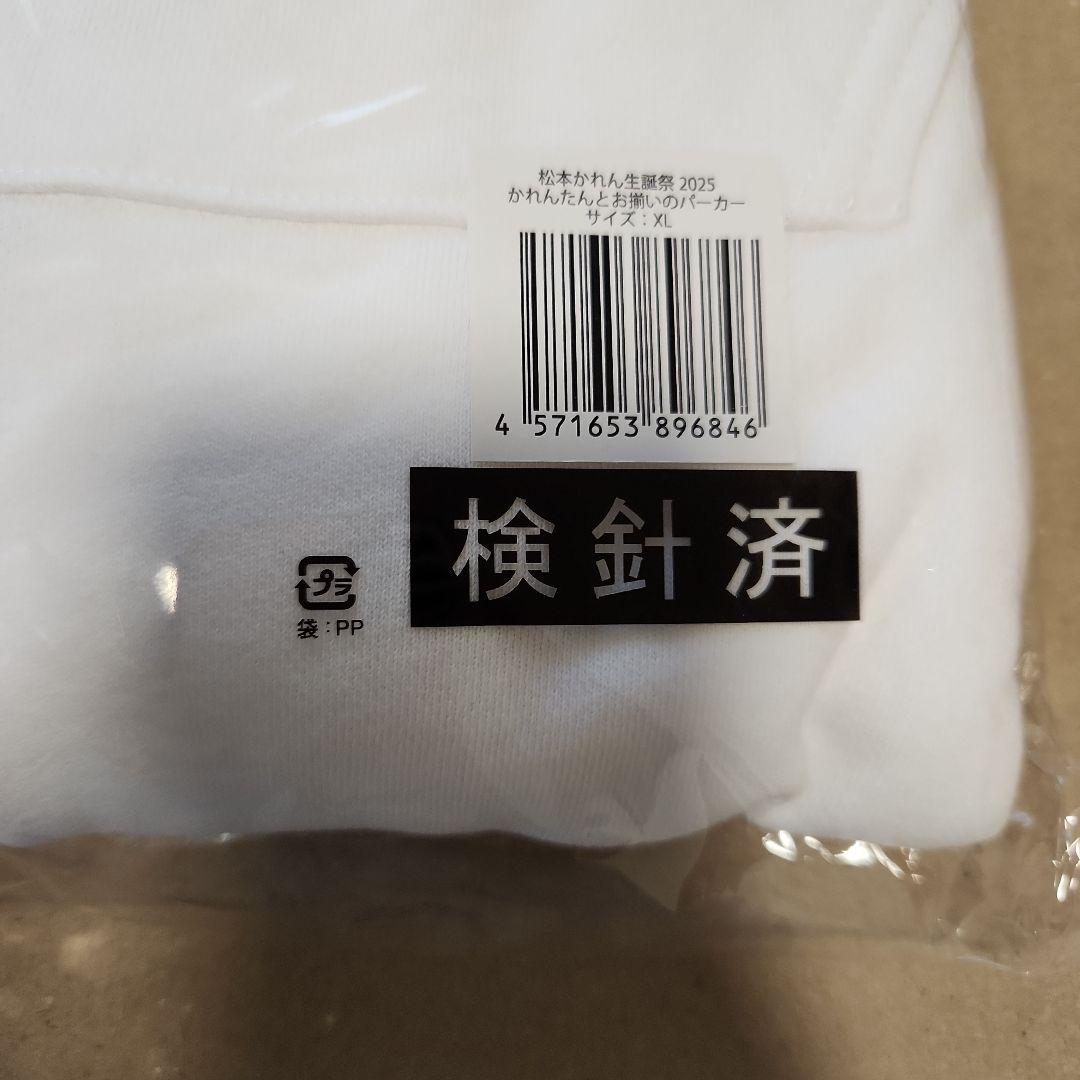 松本かれん生誕祭 2025
かれんたんとお揃いのパーカー
サイズ：XL
4 571653 896846
検針済
プラ
袋：PP